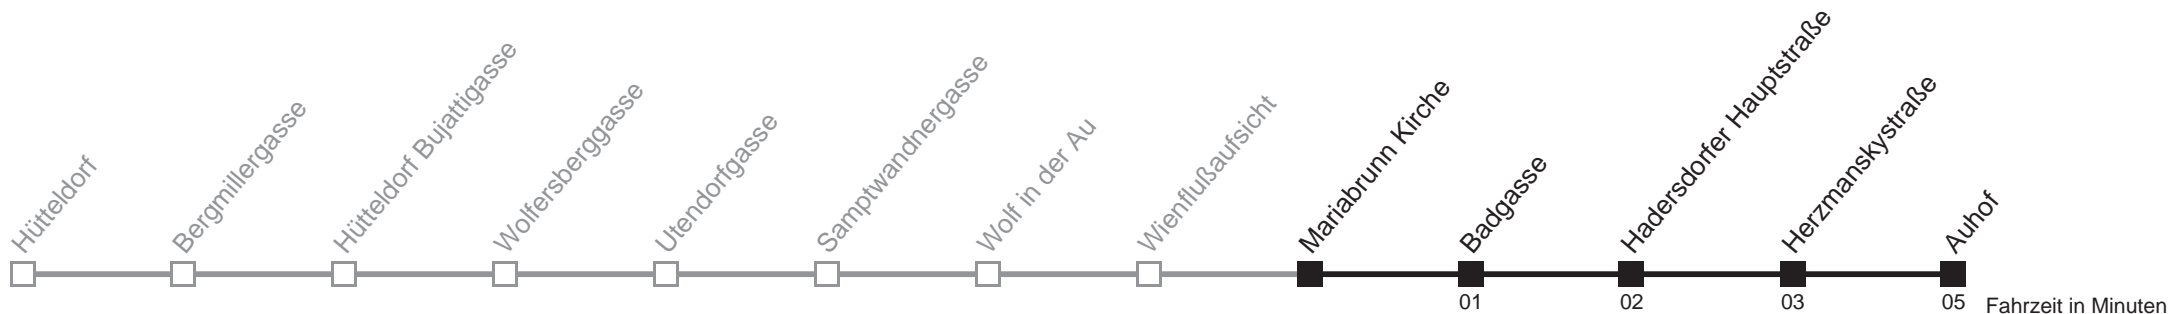 Hütteldorf
Bergmillergasse
Hütteldorf Bujattigasse
Wolfersberggasse
Utendorfgasse
Samptwandnergasse
Wolf in der Au
Wienflußaufsicht
Mariabrunn Kirche
Badgasse
Hadersdorfer Hauptstraße
Herzmanskystraße
Auhof
01 02 03 05 Fahrzeit in Minuten